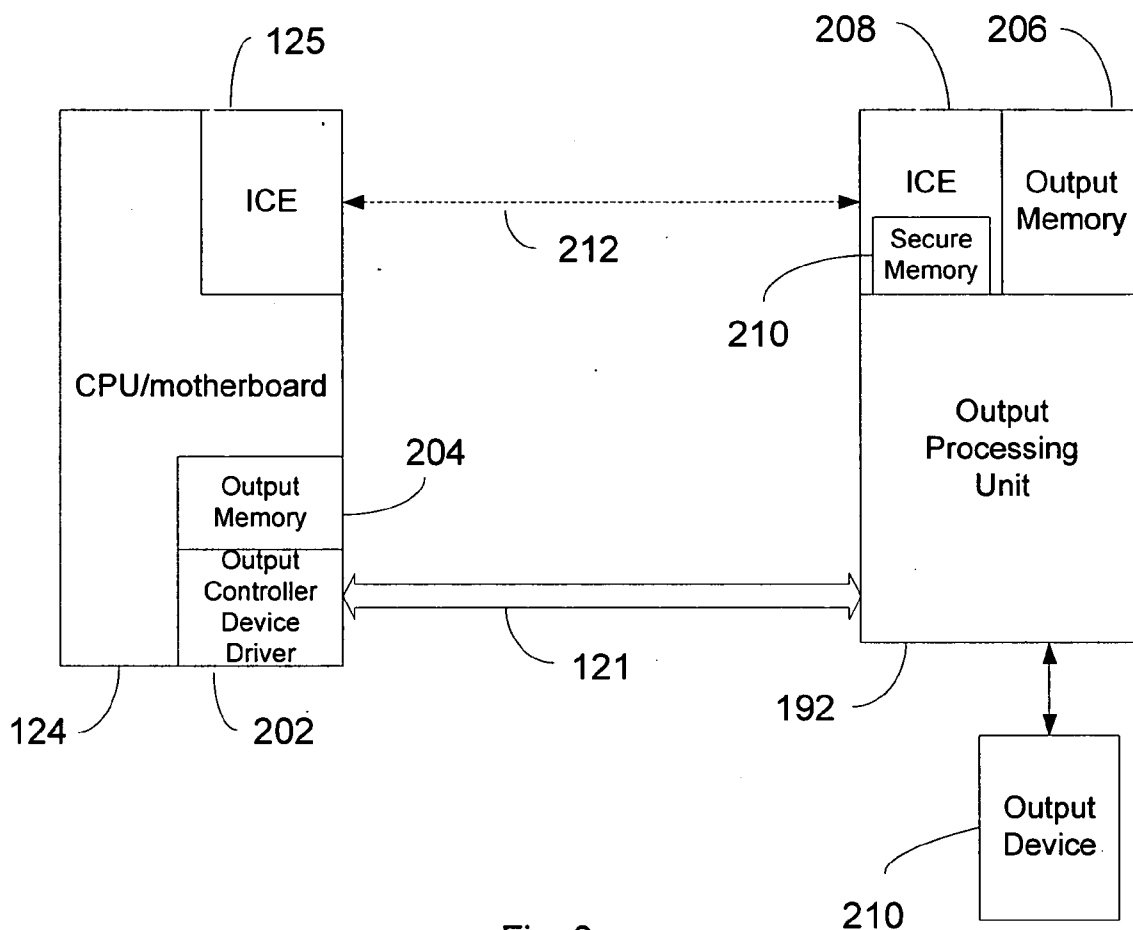 125
208
206
ICE
ICE
Output
Memory
212
Secure
Memory
210
CPU/motherboard
Output
Processing
Unit
204
Output
Memory
Output
Controller
Device
Driver
121
192
124
202
Output
Device
210